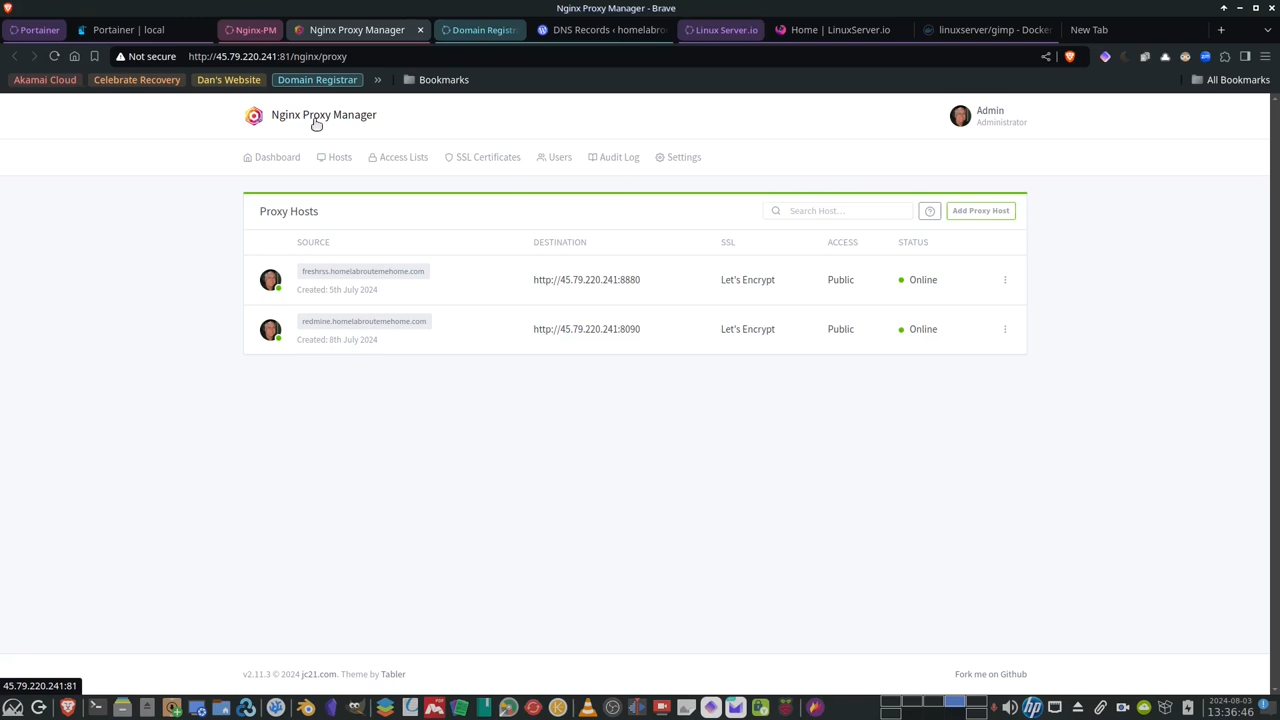 Nginx Proxy Manager - Brave
Portainer
Portainer | local
Nginx-PM
Nginx Proxy Manager
Domain Registr
DNS Records ‹ homelabro
Linux Server.io
Home | LinuxServer.io
linuxserver/gimp - Docke
New Tab
Not secure
http://45.79.220.241:81/nginx/proxy
Akamai Cloud
Celebrate Recovery
Dan's Website
Domain Registrar
Bookmarks
All Bookmarks
Nginx Proxy Manager
Admin
Administrator
Dashboard
Hosts
Access Lists
SSL Certificates
Users
Audit Log
Settings
Proxy Hosts
Search Host...
Add Proxy Host
SOURCE DESTINATION SSL ACCESS STATUS
freshrss.homelabroutemehome.com
Created: 5th July 2024
http://45.79.220.241:8880 Let's Encrypt Public Online
redmine.homelabroutemehome.com
Created: 8th July 2024
http://45.79.220.241:8090 Let's Encrypt Public Online
v2.11.3 © 2024 jc21.com. Theme by Tabler
Fork me on Github
45.79.220.241:81
2024-08-03
13:36:46